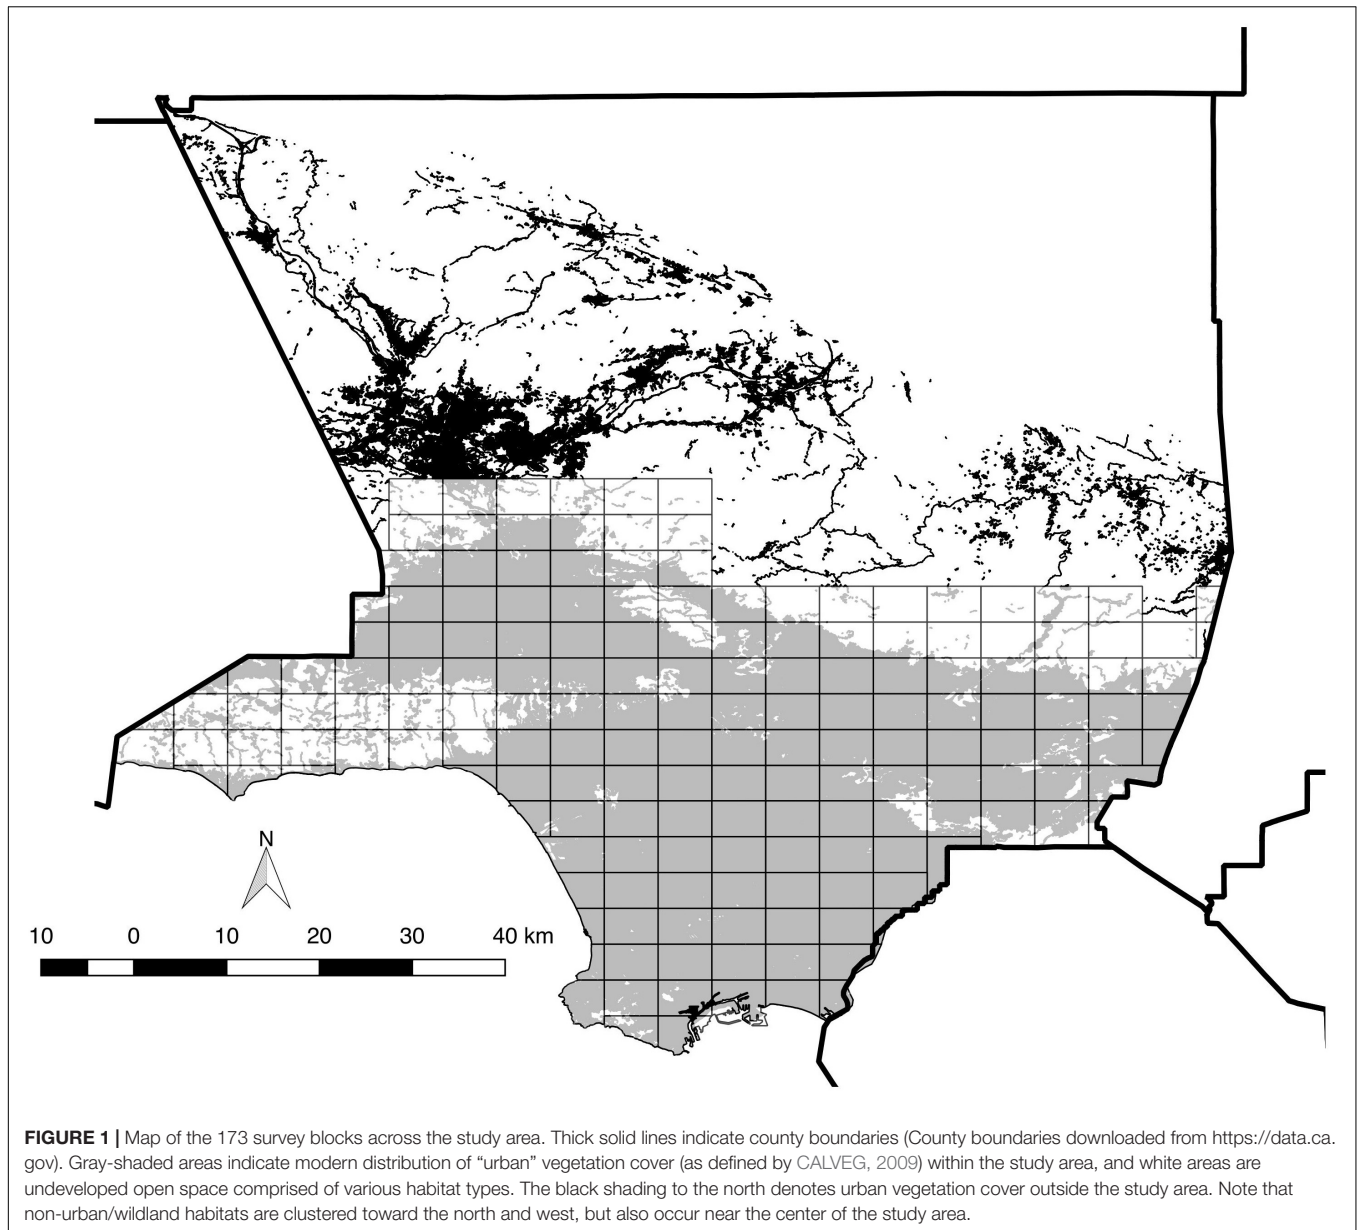 N
10 0 10 20 30 40 km
FIGURE 1 | Map of the 173 survey blocks across the study area. Thick solid lines indicate county boundaries (County boundaries downloaded from https://data.ca.
gov). Gray-shaded areas indicate modern distribution of “urban” vegetation cover (as defined by CALVEG, 2009) within the study area, and white areas are
undeveloped open space comprised of various habitat types. The black shading to the north denotes urban vegetation cover outside the study area. Note that
non-urban/wildland habitats are clustered toward the north and west, but also occur near the center of the study area.